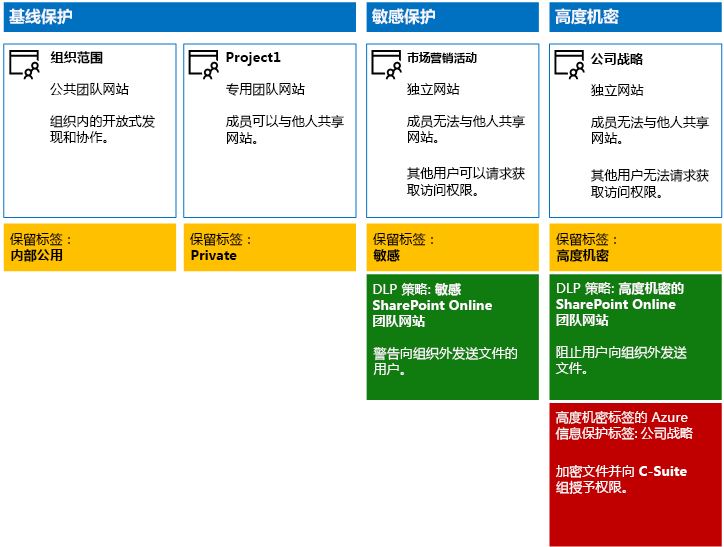 基线保护
敏感保护
高度机密
组织范围
公共团队网站
组织内的开放式发
现和协作。
Project1
专用团队网站
成员可以与他人共享
网站。
市场营销活动
独立网站
成员无法与他人共享
网站。
其他用户可以请求获
取访问权限。
公司战略
独立网站
成员无法与他人共享
网站。
其他用户无法请求获
取访问权限。
保留标签：
内部公用
保留标签：
Private
保留标签：
敏感
保留标签：
高度机密
DLP 策略: 敏感
SharePoint Online
团队网站
警告向组织外发送文件的
用户。
DLP 策略: 高度机密的
SharePoint Online
团队网站
阻止用户向组织外发送
文件。
高度机密标签的 Azure
信息保护标签: 公司战略
加密文件并向 C-Suite
组授予权限。